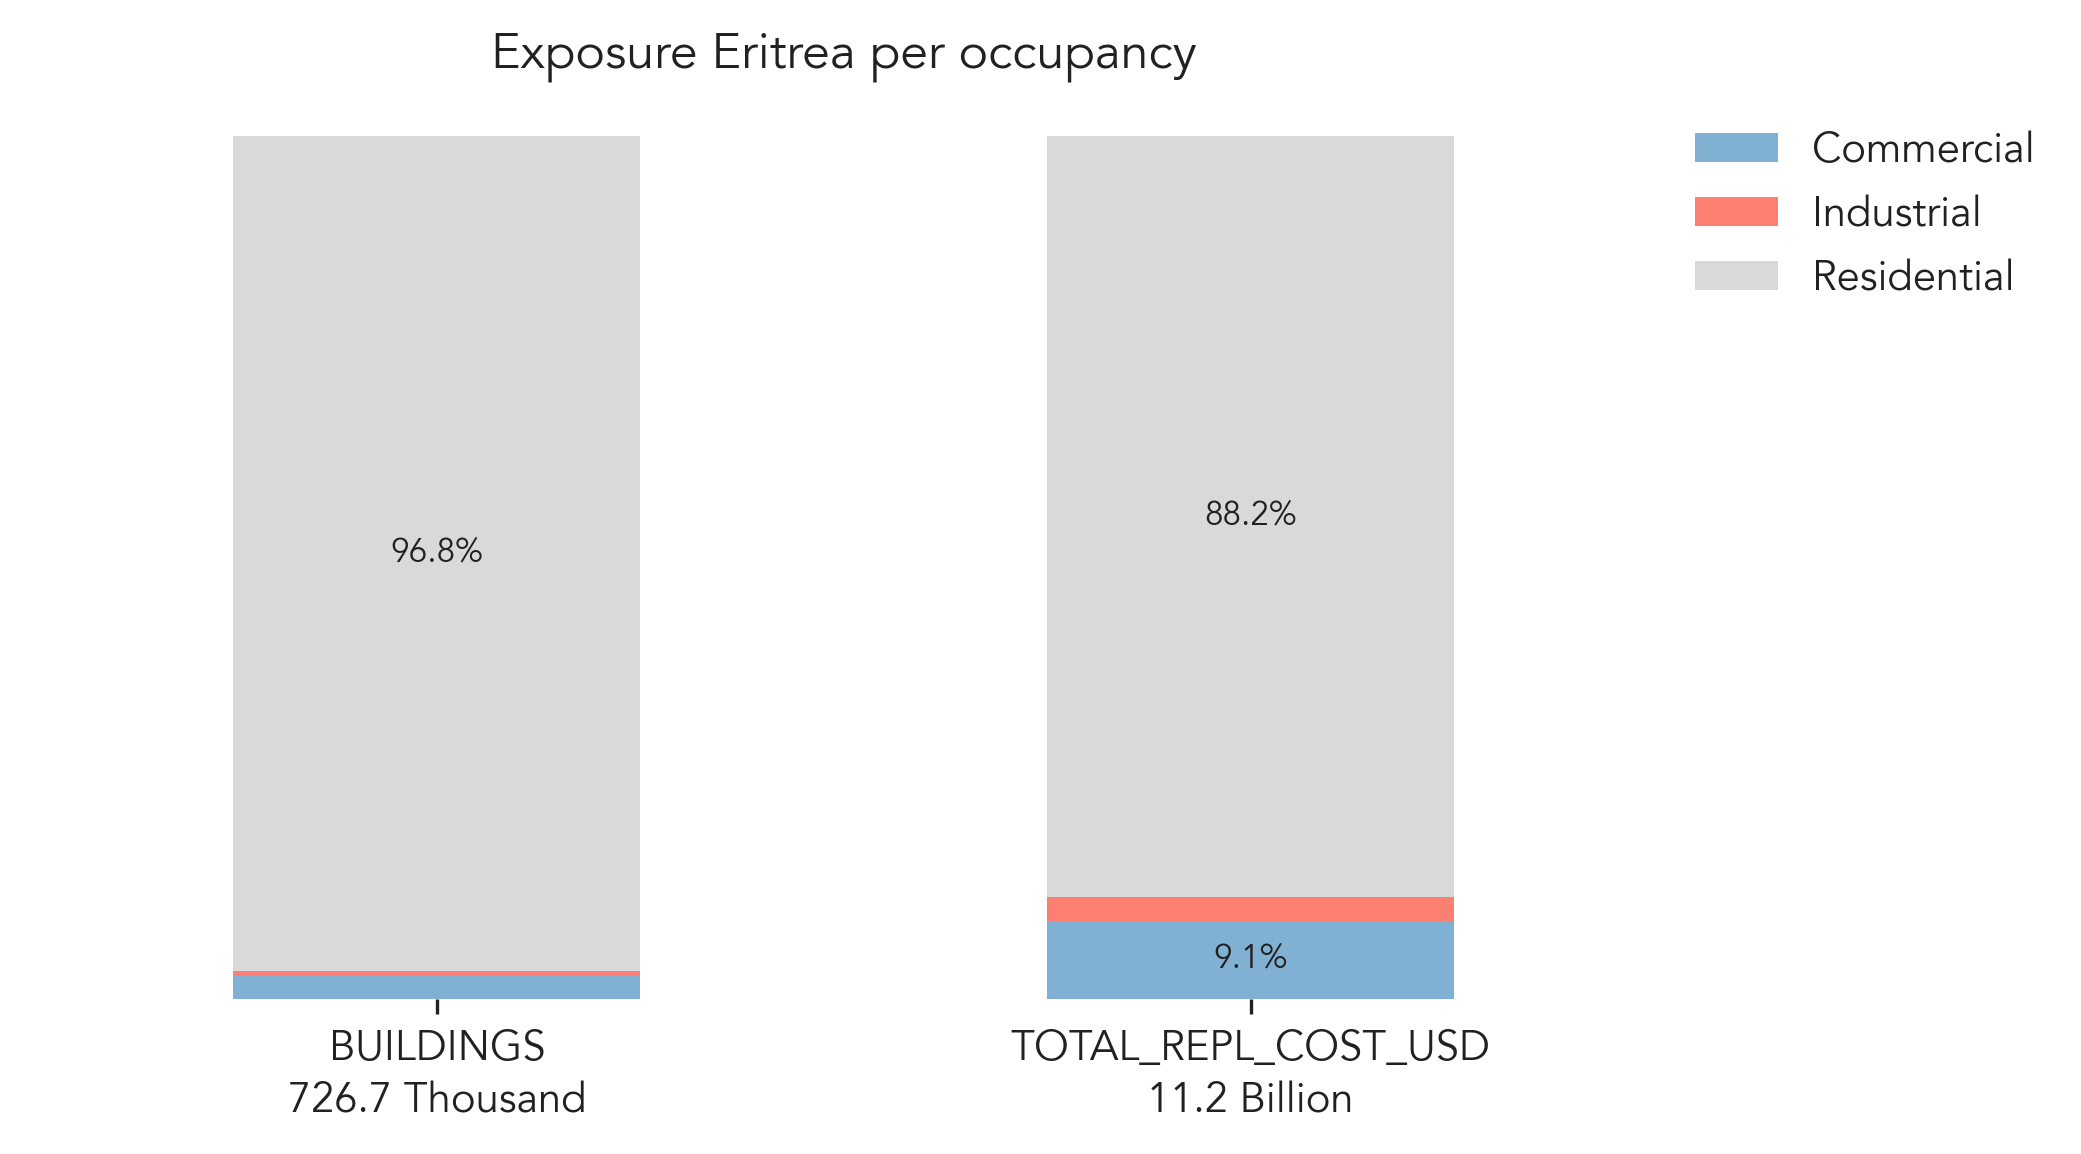 Exposure Eritrea per occupancy
Commercial
Industrial
Residential
96.8%
88.2%
9.1%
BUILDINGS
726.7 Thousand
TOTAL_REPL_COST_USD
11.2 Billion